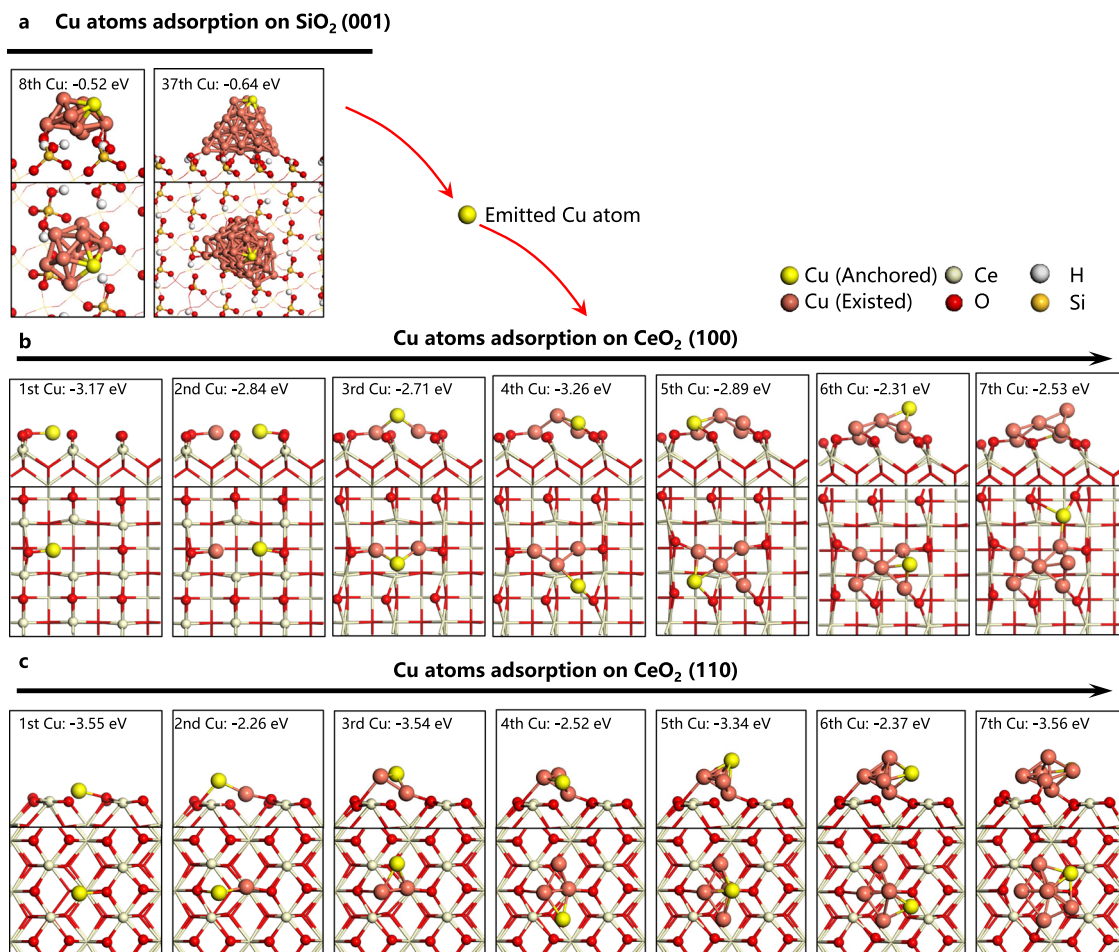 a Cu atoms adsorption on SiO₂ (001)
8th Cu: -0.52 eV
37th Cu: -0.64 eV
Emitted Cu atom
Cu (Anchored) Ce H
Cu (Existed) O Si
b Cu atoms adsorption on CeO₂ (100)
1st Cu: -3.17 eV
2nd Cu: -2.84 eV
3rd Cu: -2.71 eV
4th Cu: -3.26 eV
5th Cu: -2.89 eV
6th Cu: -2.31 eV
7th Cu: -2.53 eV
c Cu atoms adsorption on CeO₂ (110)
1st Cu: -3.55 eV
2nd Cu: -2.26 eV
3rd Cu: -3.54 eV
4th Cu: -2.52 eV
5th Cu: -3.34 eV
6th Cu: -2.37 eV
7th Cu: -3.56 eV